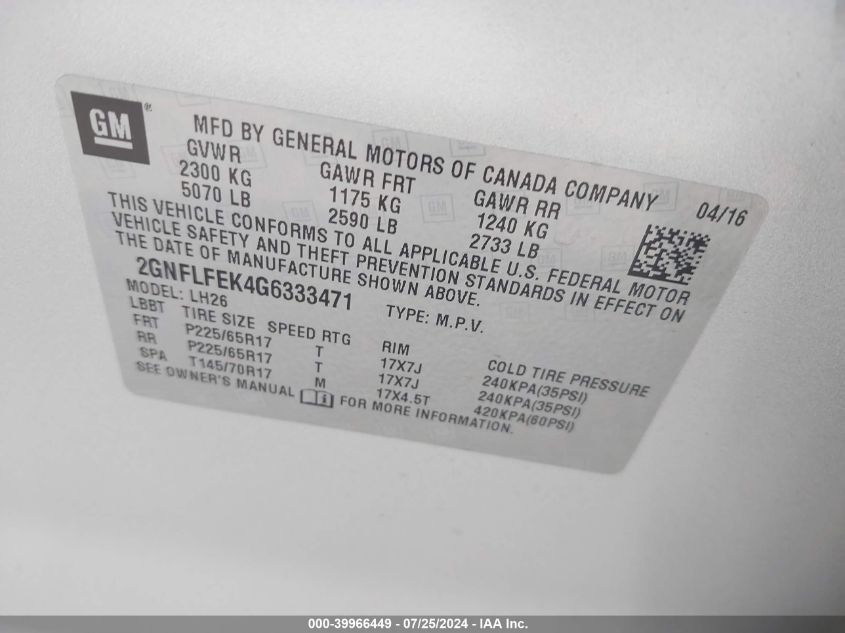 GM ®
MFD BY GENERAL MOTORS OF CANADA COMPANY 04/16
GVWR GAWR FRT GAWR RR
2300 KG 1175 KG 1240 KG
5070 LB 2590 LB 2733 LB
THIS VEHICLE CONFORMS TO ALL APPLICABLE U.S. FEDERAL MOTOR
VEHICLE SAFETY AND THEFT PREVENTION STANDARDS IN EFFECT ON
THE DATE OF MANUFACTURE SHOWN ABOVE.
2GNFLFEK4G6333471 TYPE: M.P.V.
MODEL: LH26
LBBT TIRE SIZE SPEED RTG RIM COLD TIRE PRESSURE
FRT P225/65R17 T 17X7J 240KPA(35PSI)
RR P225/65R17 T 17X7J 240KPA(35PSI)
SPA T145/70R17 M 17X4.5T 420KPA(60PSI)
SEE OWNER'S MANUAL FOR MORE INFORMATION.
000-39966449 - 07/25/2024 - IAA Inc.